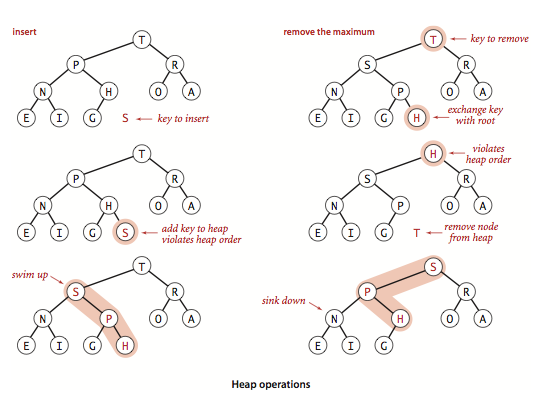 insert
T
P R
N H O A
E I G S key to insert
T
P R
N H O A
E I G S add key to heap
violates heap order
swim up
T
S R
N P O A
E I G H
remove the maximum
T key to remove
S R
N P O A
E I G H exchange key
with root
H violates
heap order
S R
N P O A
E I G T remove node
from heap
S
P R
sink down
N H O A
E I G
Heap operations